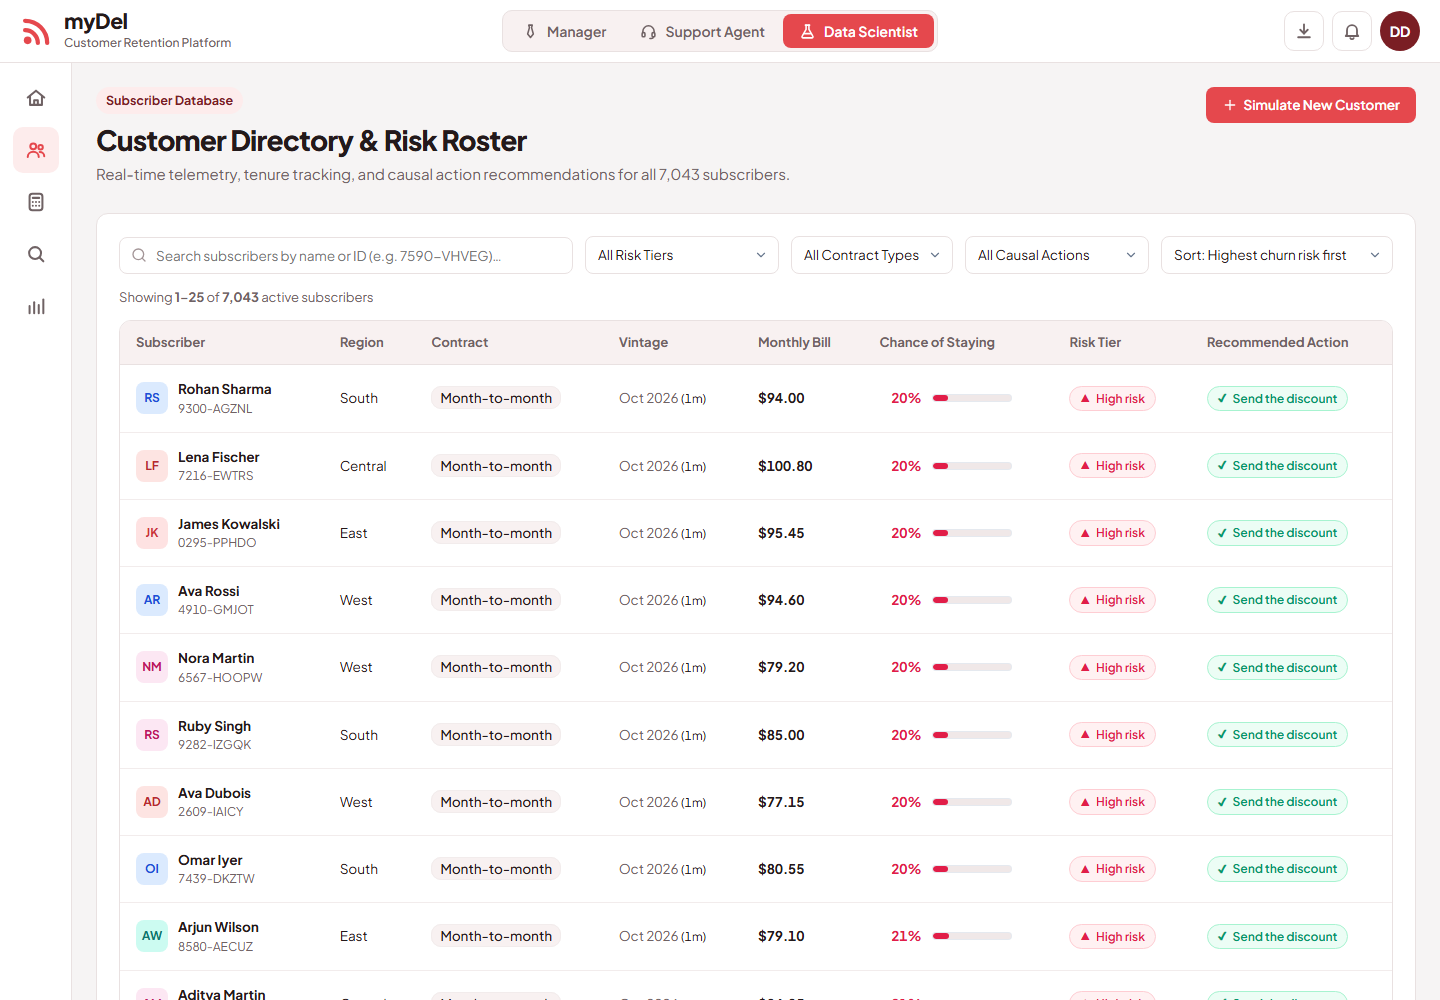 myDel
Customer Retention Platform
Manager
Support Agent
Data Scientist
DD
Subscriber Database
Customer Directory & Risk Roster
Real-time telemetry, tenure tracking, and causal action recommendations for all 7,043 subscribers.
+ Simulate New Customer
Search subscribers by name or ID (e.g. 7590-VHVEG)...
All Risk Tiers
All Contract Types
All Causal Actions
Sort: Highest churn risk first
Showing 1–25 of 7,043 active subscribers
Subscriber Region Contract Vintage Monthly Bill Chance of Staying Risk Tier Recommended Action
RS Rohan Sharma South Month-to-month Oct 2026 (1m) $94.00 20% ▲ High risk ✓ Send the discount
9300-AGZNL
LF Lena Fischer Central Month-to-month Oct 2026 (1m) $100.80 20% ▲ High risk ✓ Send the discount
7216-EWTRS
JK James Kowalski East Month-to-month Oct 2026 (1m) $95.45 20% ▲ High risk ✓ Send the discount
0295-PPHDO
AR Ava Rossi West Month-to-month Oct 2026 (1m) $94.60 20% ▲ High risk ✓ Send the discount
4910-GMJOT
NM Nora Martin West Month-to-month Oct 2026 (1m) $79.20 20% ▲ High risk ✓ Send the discount
6567-HOOPW
RS Ruby Singh South Month-to-month Oct 2026 (1m) $85.00 20% ▲ High risk ✓ Send the discount
9282-IZGQK
AD Ava Dubois West Month-to-month Oct 2026 (1m) $77.15 20% ▲ High risk ✓ Send the discount
2609-IAICY
OI Omar Iyer South Month-to-month Oct 2026 (1m) $80.55 20% ▲ High risk ✓ Send the discount
7439-DKZTW
AW Arjun Wilson East Month-to-month Oct 2026 (1m) $79.10 21% ▲ High risk ✓ Send the discount
8580-AECUZ
Aditya Martin